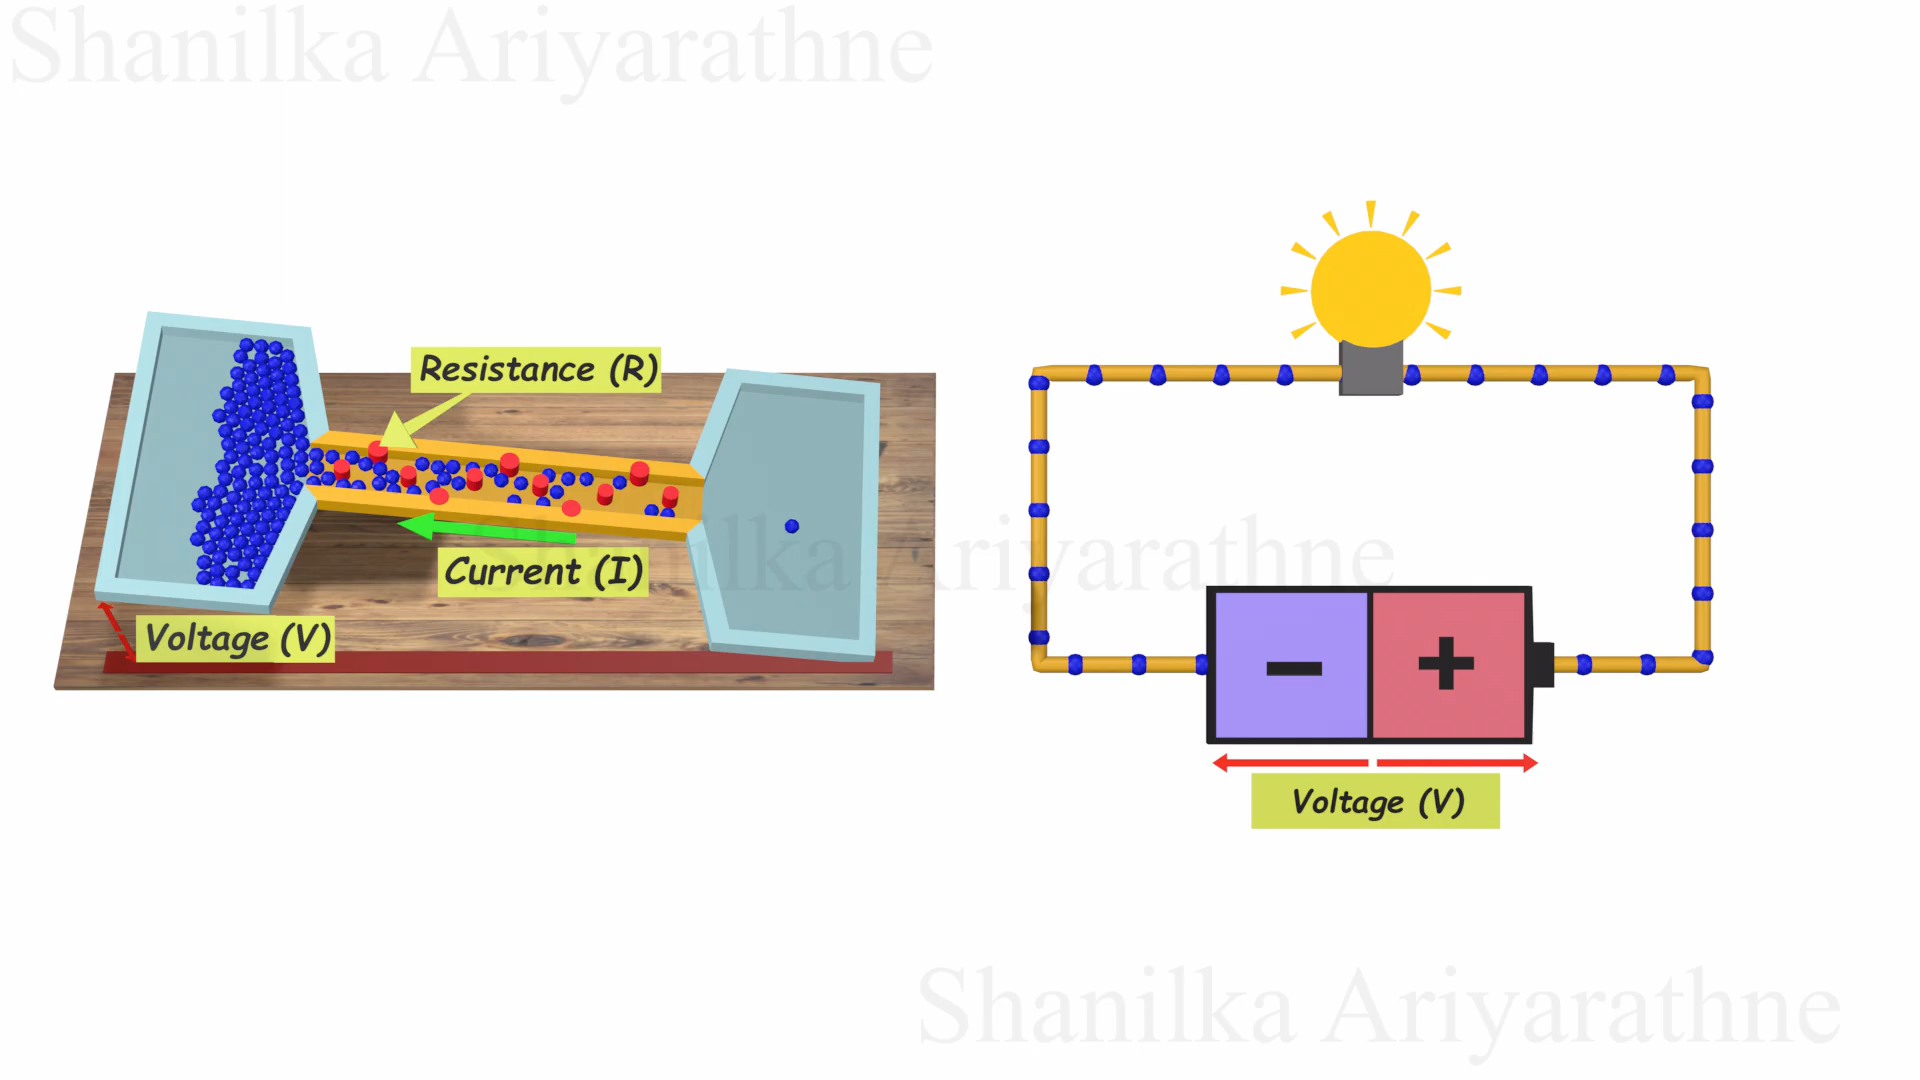 Shanilka Ariyarathne
Resistance (R)
Current (I)
Voltage (V)
Shanilka Ariyarathne
− +
Voltage (V)
Shanilka Ariyarathne